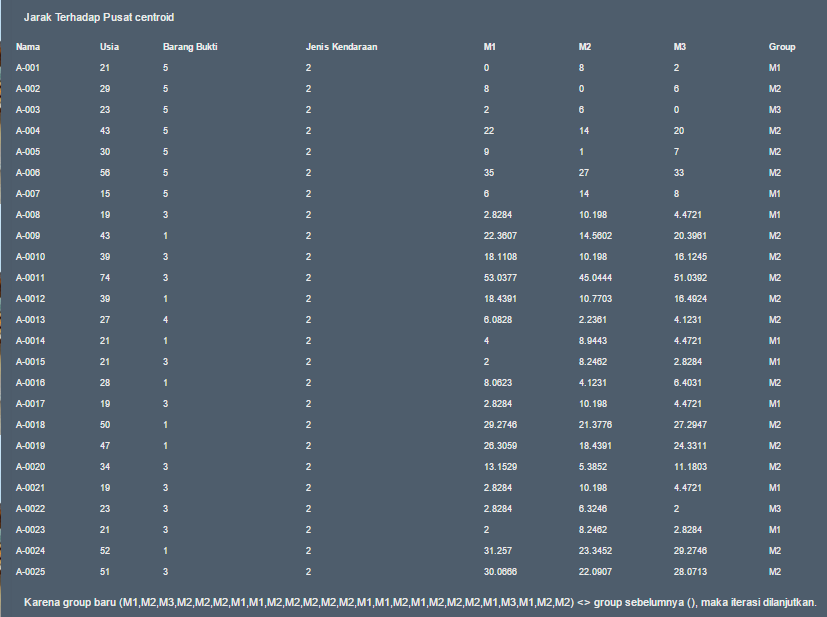 Jarak Terhadap Pusat centroid
Nama Usia Barang Bukti Jenis Kendaraan M1 M2 M3 Group
A-001 21 5 2 0 8 2 M1
A-002 29 5 2 8 0 6 M2
A-003 23 5 2 2 6 0 M3
A-004 43 5 2 22 14 20 M2
A-005 30 5 2 9 1 7 M2
A-006 56 5 2 35 27 33 M2
A-007 15 5 2 6 14 8 M1
A-008 19 3 2 2.8284 10.198 4.4721 M1
A-009 43 1 2 22.3607 14.5602 20.3961 M2
A-0010 39 3 2 18.1108 10.198 16.1245 M2
A-0011 74 3 2 53.0377 45.0444 51.0392 M2
A-0012 39 1 2 18.4391 10.7703 16.4924 M2
A-0013 27 4 2 6.0828 2.2361 4.1231 M2
A-0014 21 1 2 4 8.9443 4.4721 M1
A-0015 21 3 2 2 8.2462 2.8284 M1
A-0016 28 1 2 8.0623 4.1231 6.4031 M2
A-0017 19 3 2 2.8284 10.198 4.4721 M1
A-0018 50 1 2 29.2746 21.3776 27.2947 M2
A-0019 47 1 2 26.3059 18.4391 24.3311 M2
A-0020 34 3 2 13.1529 5.3852 11.1803 M2
A-0021 19 3 2 2.8284 10.198 4.4721 M1
A-0022 23 3 2 2.8284 6.3246 2 M3
A-0023 21 3 2 2 8.2462 2.8284 M1
A-0024 52 1 2 31.257 23.3452 29.2746 M2
A-0025 51 3 2 30.0666 22.0907 28.0713 M2
Karena group baru (M1,M2,M3,M2,M2,M2,M1,M1,M2,M2,M2,M2,M2,M1,M1,M2,M1,M2,M2,M2,M1,M3,M1,M2,M2) <> group sebelumnya (), maka iterasi dilanjutkan.